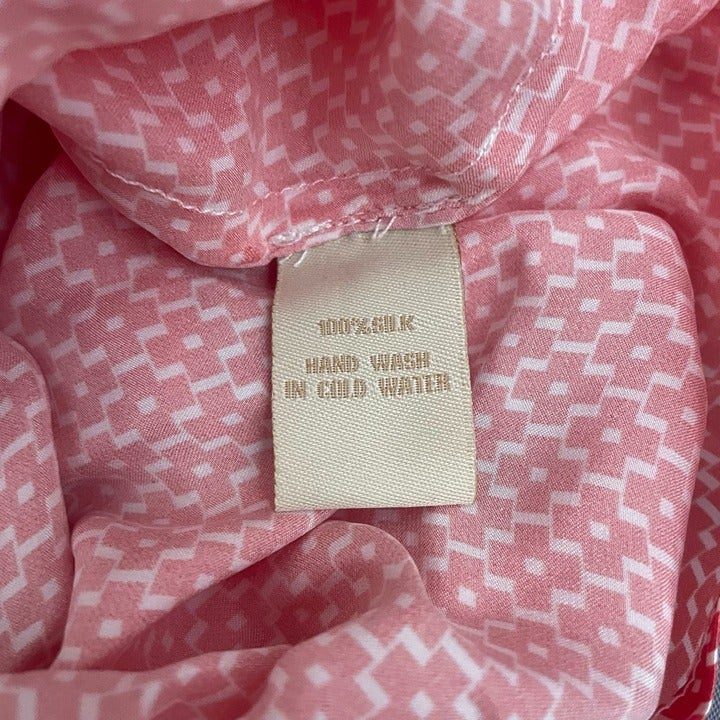 100% SILK
HAND WASH
IN COLD WATER